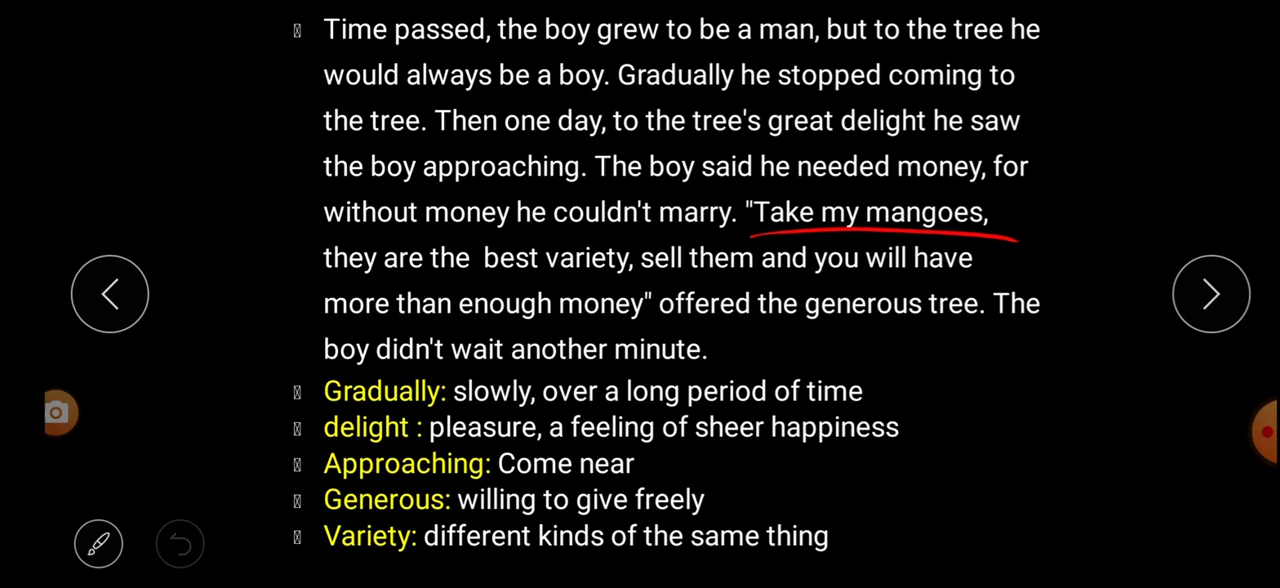 Time passed, the boy grew to be a man, but to the tree he
would always be a boy. Gradually he stopped coming to
the tree. Then one day, to the tree's great delight he saw
the boy approaching. The boy said he needed money, for
without money he couldn't marry. "Take my mangoes,
they are the  best variety, sell them and you will have
more than enough money" offered the generous tree. The
boy didn't wait another minute.
Gradually: slowly, over a long period of time
delight : pleasure, a feeling of sheer happiness
Approaching: Come near
Generous: willing to give freely
Variety: different kinds of the same thing